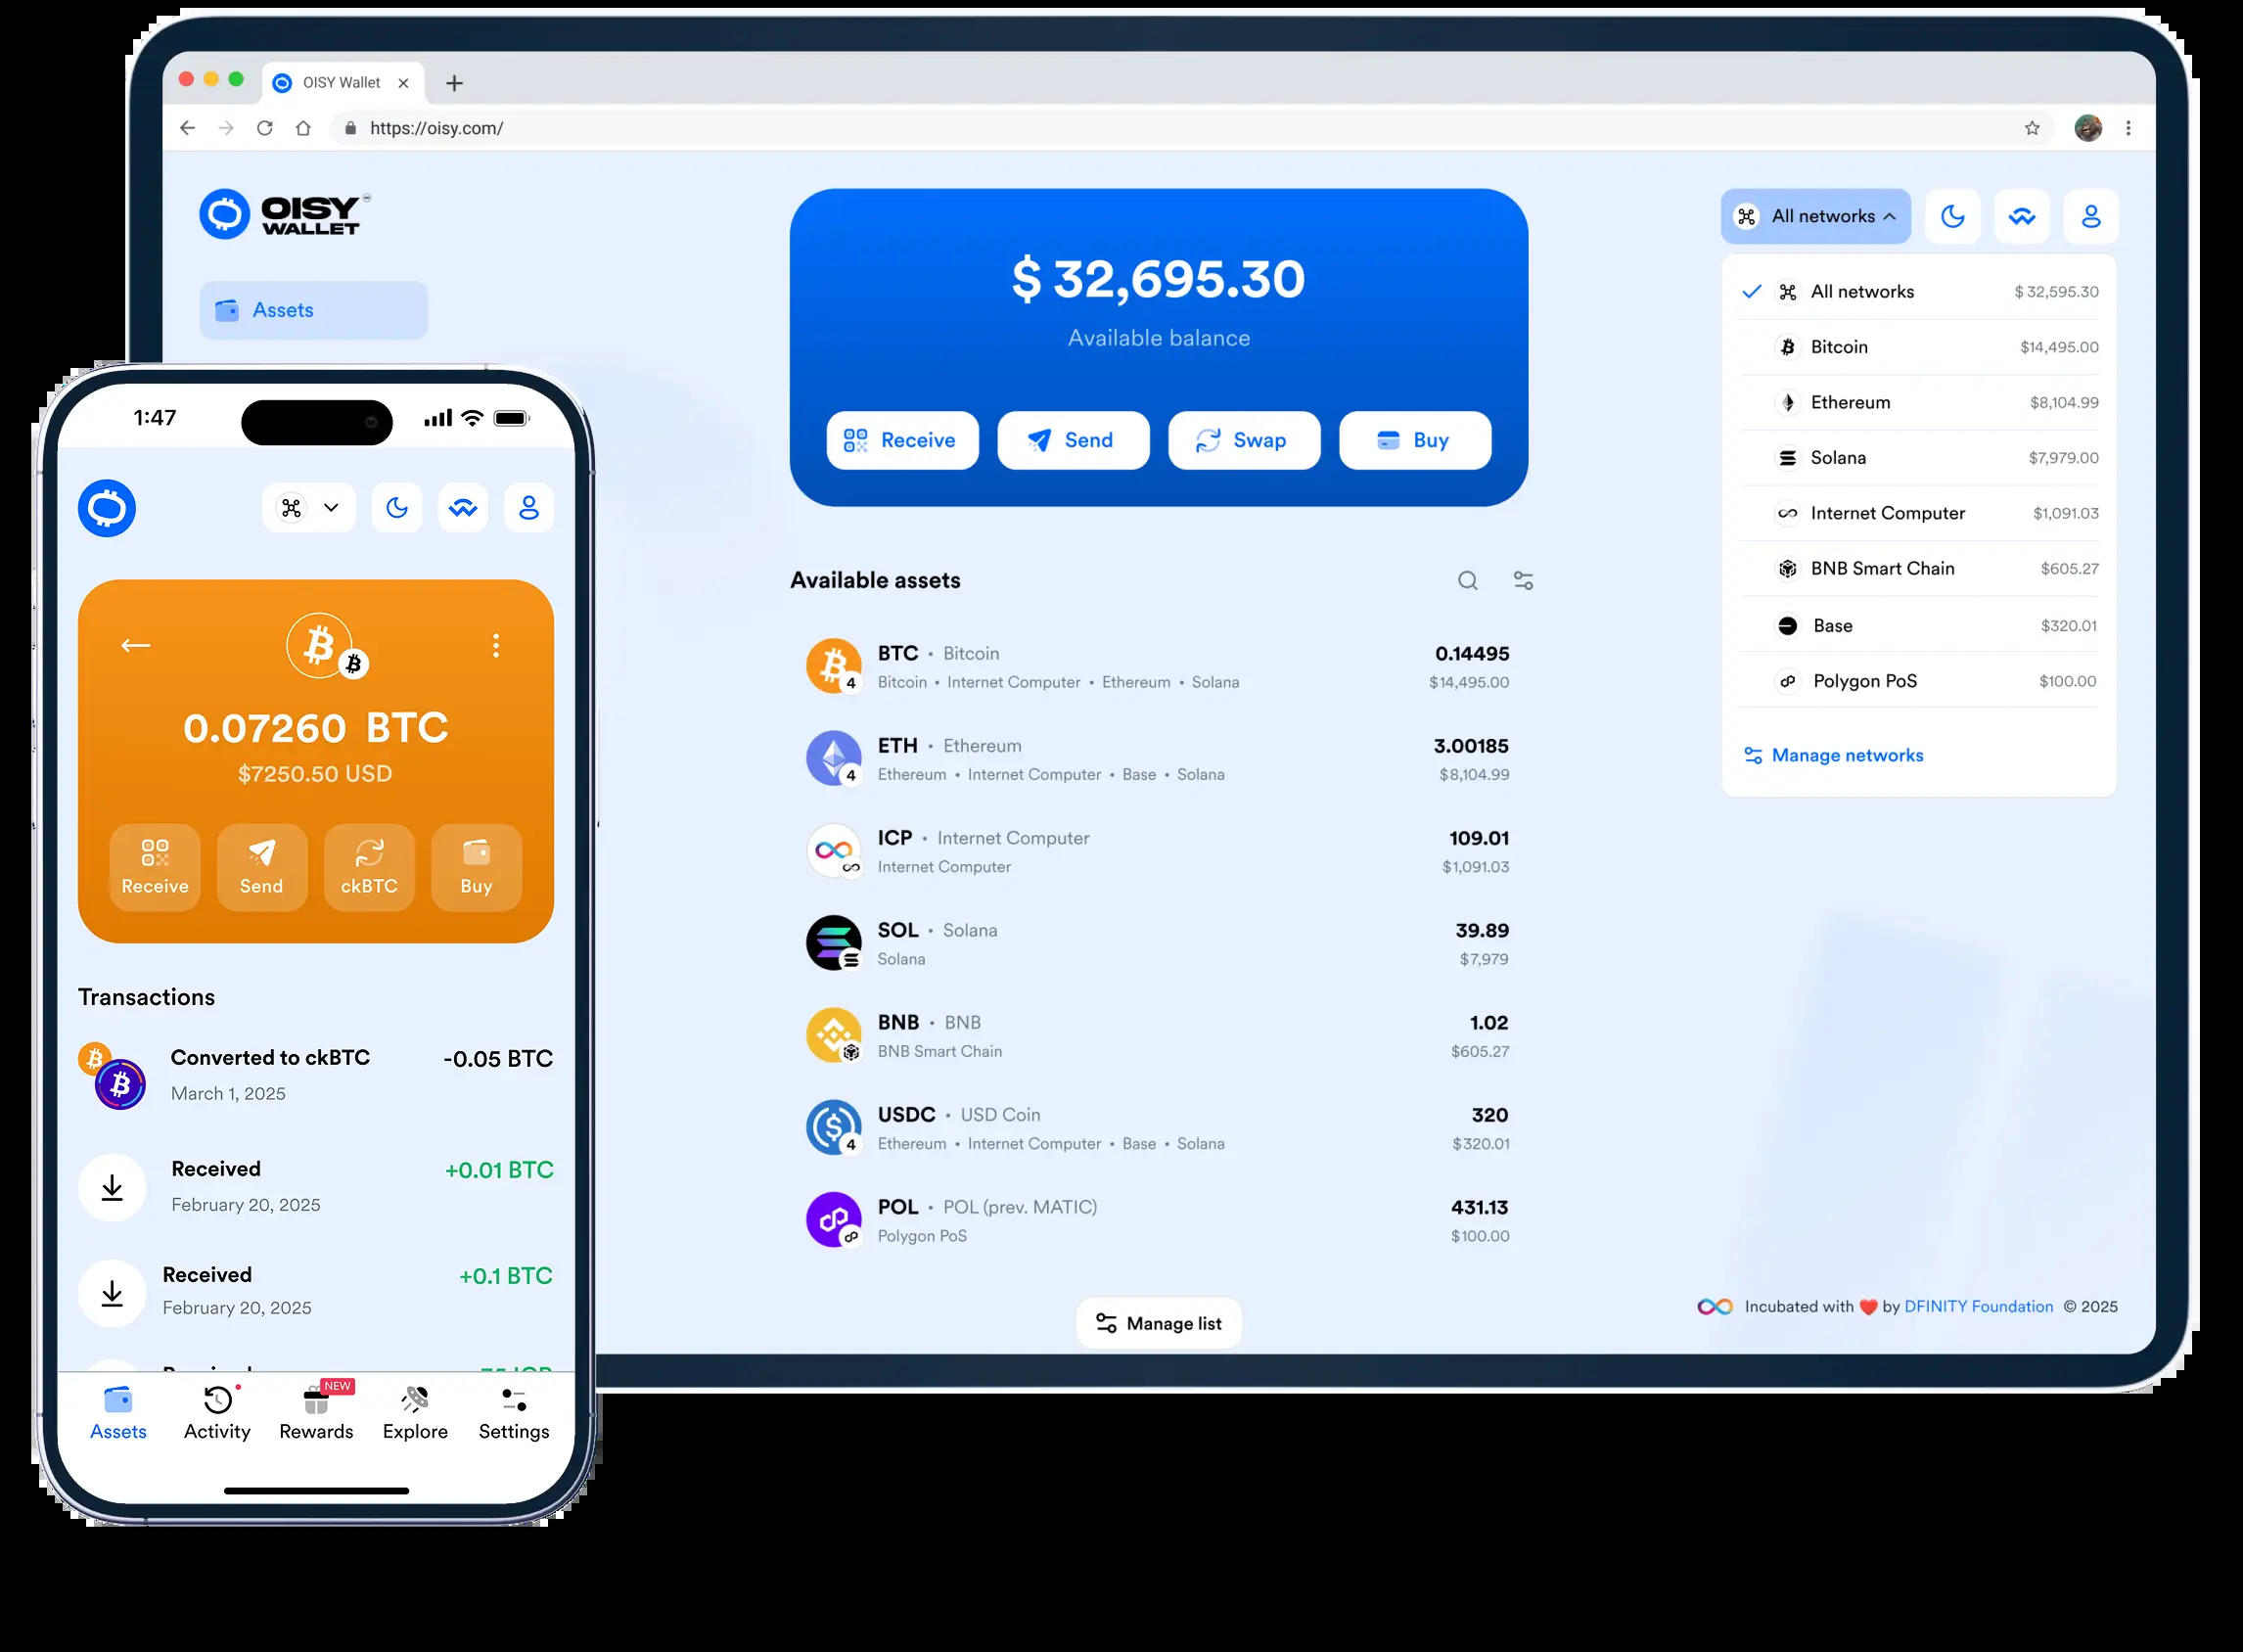 OISY Wallet
https://oisy.com/
OISY
WALLET
Assets
$ 32,695.30
Available balance
Receive
Send
Swap
Buy
All networks
All networks $ 32,595.30
Bitcoin $14,495.00
Ethereum $8,104.99
Solana $7,979.00
Internet Computer $1,091.03
BNB Smart Chain $605.27
Base $320.01
Polygon PoS $100.00
Manage networks
Available assets
BTC • Bitcoin 0.14495
4 Bitcoin • Internet Computer • Ethereum • Solana $14,495.00
ETH • Ethereum 3.00185
4 Ethereum • Internet Computer • Base • Solana $8,104.99
ICP • Internet Computer 109.01
Internet Computer $1,091.03
SOL • Solana 39.89
Solana $7,979
BNB • BNB 1.02
BNB Smart Chain $605.27
USDC • USD Coin 320
4 Ethereum • Internet Computer • Base • Solana $320.01
POL • POL (prev. MATIC) 431.13
Polygon PoS $100.00
Manage list
Incubated with ❤️ by DFINITY Foundation © 2025
1:47
0.07260 BTC
$7250.50 USD
Receive
Send
ckBTC
Buy
Transactions
Converted to ckBTC -0.05 BTC
March 1, 2025
Received +0.01 BTC
February 20, 2025
Received +0.1 BTC
February 20, 2025
NEW
Assets
Activity
Rewards
Explore
Settings